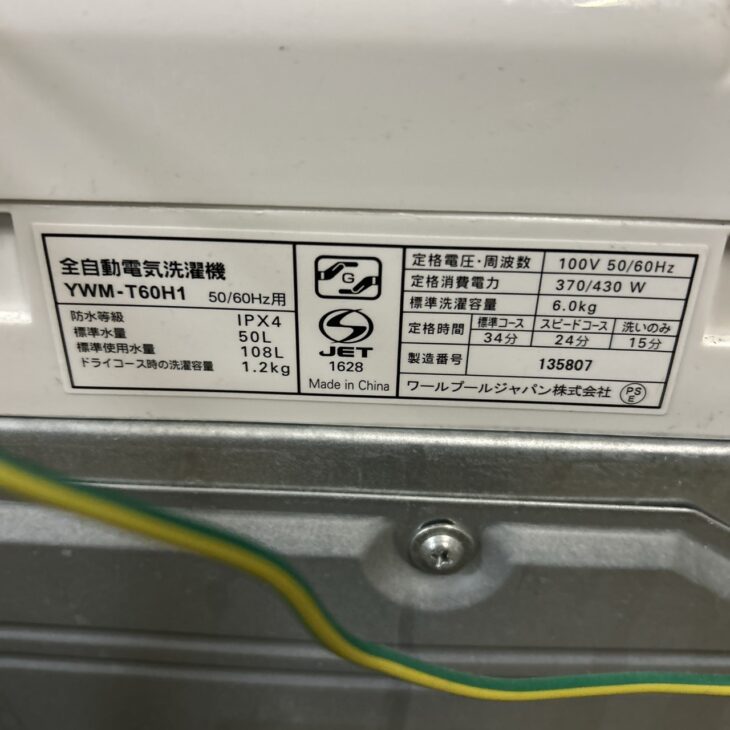 全自動電気洗濯機
YWM-T60H1 50/60Hz用
防水等級 IPX4
標準水量 50L
標準使用水量 108L
ドライコース時の洗濯容量 1.2kg
G
JET
1628
Made in China
定格電圧・周波数 100V 50/60Hz
定格消費電力 370/430 W
標準洗濯容量 6.0kg
定格時間 標準コース スピードコース 洗いのみ
34分 24分 15分
製造番号 135807
ワールプールジャパン株式会社 PS
E